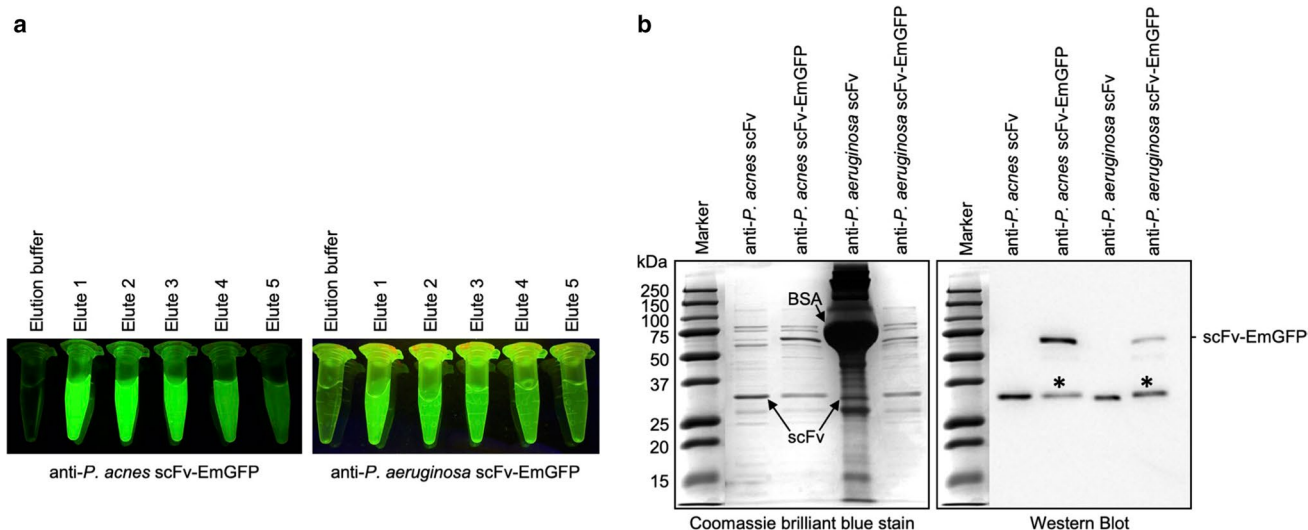 a
Elution buffer
Elute 1
Elute 2
Elute 3
Elute 4
Elute 5
anti-P. acnes scFv-EmGFP
Elution buffer
Elute 1
Elute 2
Elute 3
Elute 4
Elute 5
anti-P. aeruginosa scFv-EmGFP
b
kDa
250
150
100
75
50
37
25
20
15
Marker
anti-P. acnes scFv
anti-P. acnes scFv-EmGFP
anti-P. aeruginosa scFv
anti-P. aeruginosa scFv-EmGFP
BSA
scFv
Coomassie brilliant blue stain
Marker
anti-P. acnes scFv
anti-P. acnes scFv-EmGFP
anti-P. aeruginosa scFv
anti-P. aeruginosa scFv-EmGFP
- scFv-EmGFP
* *
Western Blot